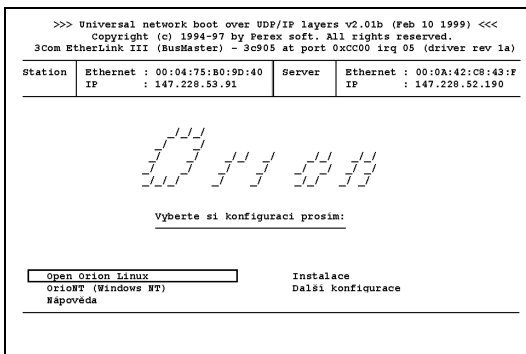 >>> Universal network boot over UDP/IP layers v2.01b (Feb 10 1999) <<<
Copyright (c) 1994-97 by Perex soft. All rights reserved.
3Com EtherLink III (BusMaster) - 3c905 at port 0xCC00 irq 05 (driver rev 1a)
Station Ethernet : 00:04:75:B0:9D:40 Server Ethernet : 00:0A:42:C8:43:F
IP : 147.228.53.91 IP : 147.228.52.190
Orion
Vyberte si konfiguraci prosím:
Open Orion Linux Instalace
OrioNT (Windows NT) Další konfigurace
Nápověda